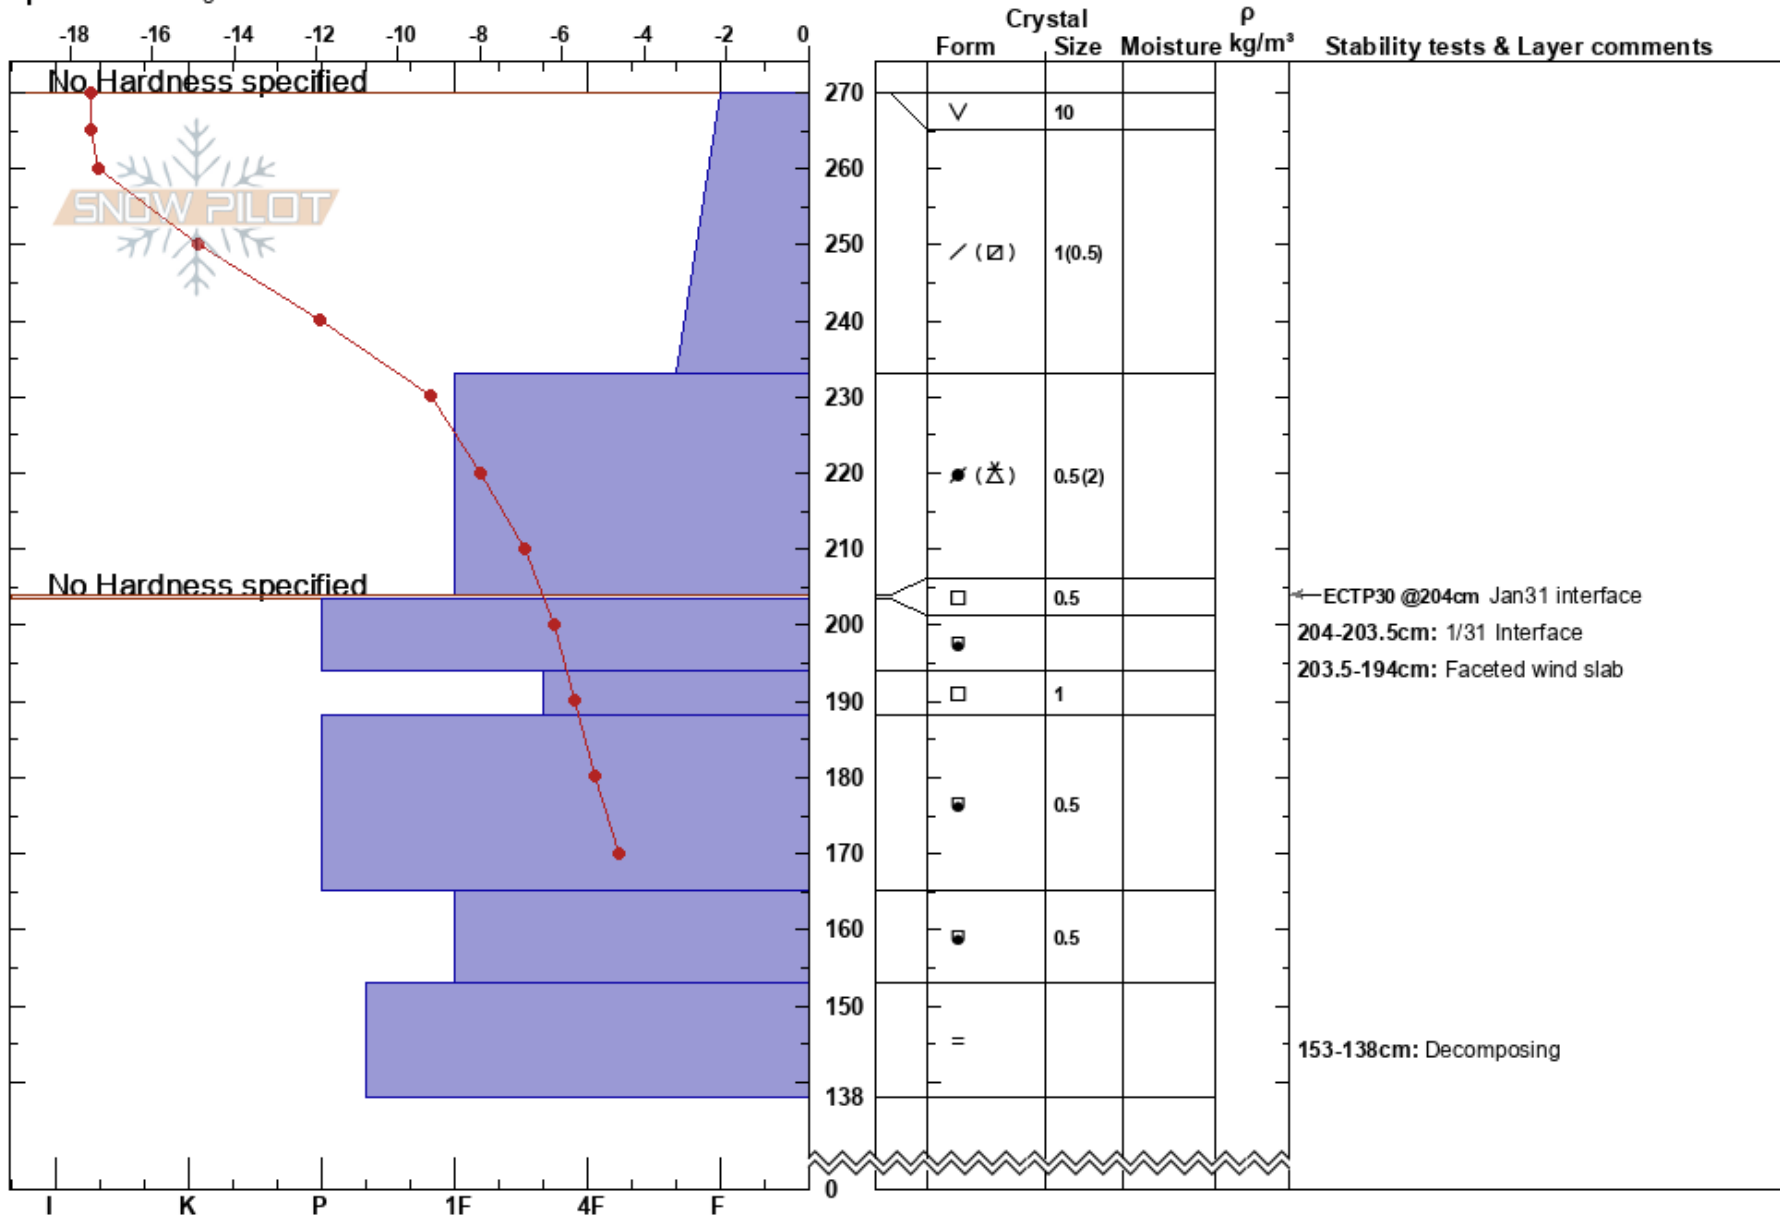 Crystal ρ
-18 -16 -14 -12 -10 -8 -6 -4 -2 0 Form Size Moisture kg/m³ Stability tests & Layer comments
No Hardness specified
270 10
SNOW PILOT
260
250 1(0.5)
240
230
220 0.5(2)
210
No Hardness specified 0.5 ECTP30 @204cm Jan31 interface
200 204-203.5cm: 1/31 Interface
203.5-194cm: Faceted wind slab
190 1
180
0.5
170
160 0.5
150
153-138cm: Decomposing
138
0
I K P 1F 4F F